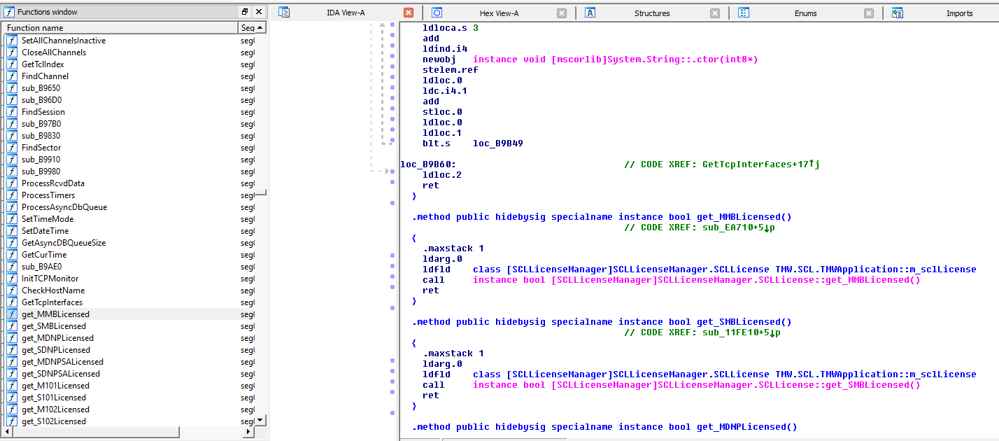 Functions window
IDA View-A
Hex View-A
Structures
Enums
Imports
Function name Seg
SetAllChannelsInactive seg
CloseAllChannels seg
GetTclIndex seg
FindChannel seg
sub_B9650 seg
sub_B96D0 seg
FindSession seg
sub_B97B0 seg
sub_B9830 seg
FindSector seg
sub_B9910 seg
sub_B9980 seg
ProcessRcvdData seg
ProcessTimers seg
ProcessAsyncDbQueue seg
SetTimeMode seg
SetDateTime seg
GetAsyncDBQueueSize seg
GetCurTime seg
sub_B9AE0 seg
InitTCPMonitor seg
CheckHostName seg
GetTcpInterfaces seg
get_MMBLicensed seg
get_SMBLicensed seg
get_MDNPLicensed seg
get_SDNPLicensed seg
get_MDNPSALicensed seg
get_SDNPSALicensed seg
get_M101Licensed seg
get_S101Licensed seg
get_M102Licensed seg
get_S102Licensed seg
ldloca.s 3
add
ldind.i4
newobj instance void [mscorlib]System.String::.ctor(int8*)
stelem.ref
ldloc.0
ldc.i4.1
add
stloc.0
ldloc.0
ldloc.1
blt.s loc_B9B49
loc_B9B60: // CODE XREF: GetTcpInterfaces+17↑j
ldloc.2
ret
}
.method public hidebysig specialname instance bool get_MMBLicensed()
// CODE XREF: sub_EA710+5↓p
{
.maxstack 1
ldarg.0
ldfld class [SCLLicenseManager]SCLLicenseManager.SCLLicense TMW.SCL.TMWApplication::m_sclLicense
call instance bool [SCLLicenseManager]SCLLicenseManager.SCLLicense::get_MMBLicensed()
ret
}
.method public hidebysig specialname instance bool get_SMBLicensed()
// CODE XREF: sub_11FE10+5↓p
{
.maxstack 1
ldarg.0
ldfld class [SCLLicenseManager]SCLLicenseManager.SCLLicense TMW.SCL.TMWApplication::m_sclLicense
call instance bool [SCLLicenseManager]SCLLicenseManager.SCLLicense::get_SMBLicensed()
ret
}
.method public hidebysig specialname instance bool get_MDNPLicensed()